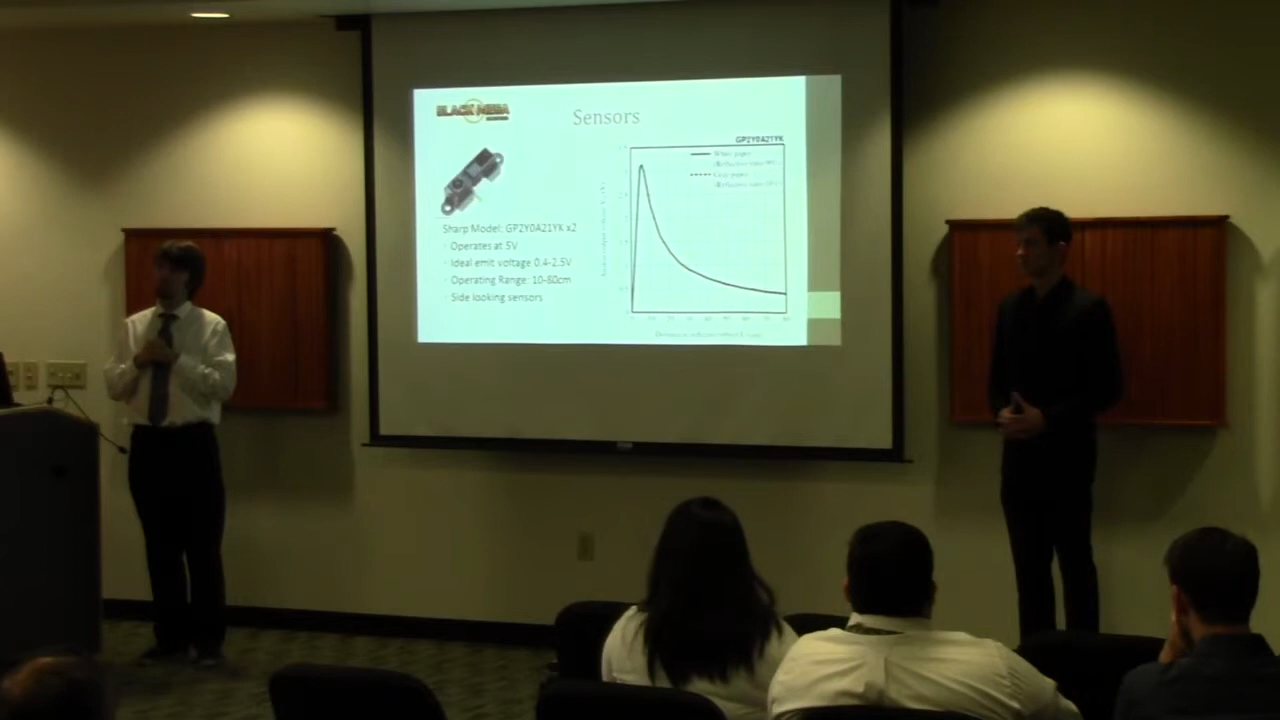 BLACK MESA
Sensors
GP2Y0A21YK
White paper
Gray paper
Sharp Model: GP2Y0A21YK x2
Operates at 5V
Ideal emit voltage 0.4-2.5V
Operating Range: 10-80cm
Side looking sensors